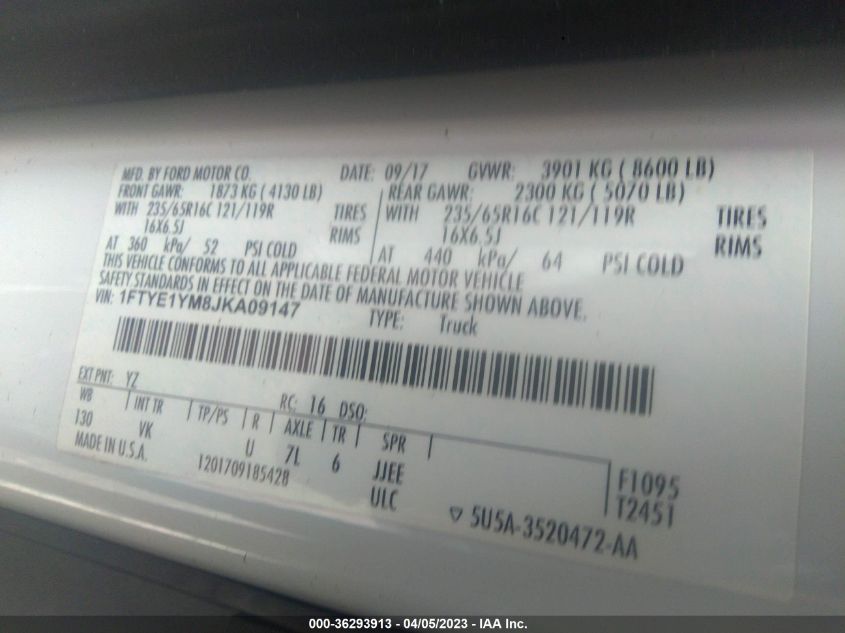 MFD. BY FORD MOTOR CO. DATE: 09/17 GVWR: 3901 KG ( 8600 LB)
FRONT GAWR: 1873 KG ( 4130 LB) REAR GAWR: 2300 KG ( 5070 LB)
WITH 235/65R16C 121/119R TIRES WITH 235/65R16C 121/119R TIRES
16X6.5J RIMS 16X6.5J RIMS
AT 360 kPa/ 52 PSI COLD AT 440 kPa/ 64 PSI COLD
THIS VEHICLE CONFORMS TO ALL APPLICABLE FEDERAL MOTOR VEHICLE
SAFETY STANDARDS IN EFFECT ON THE DATE OF MANUFACTURE SHOWN ABOVE.
VIN: 1FTYE1YM8JKA09147 TYPE: Truck
EXT PNT: YZ RC: 16 DSO:
WB INT TR TP/PS R AXLE TR SPR
130 VK U 7L 6 JJEE F1095
MADE IN U.S.A. 1201709185428 ULC T2451
5U5A-3520472-AA
000-36293913 - 04/05/2023 - IAA Inc.